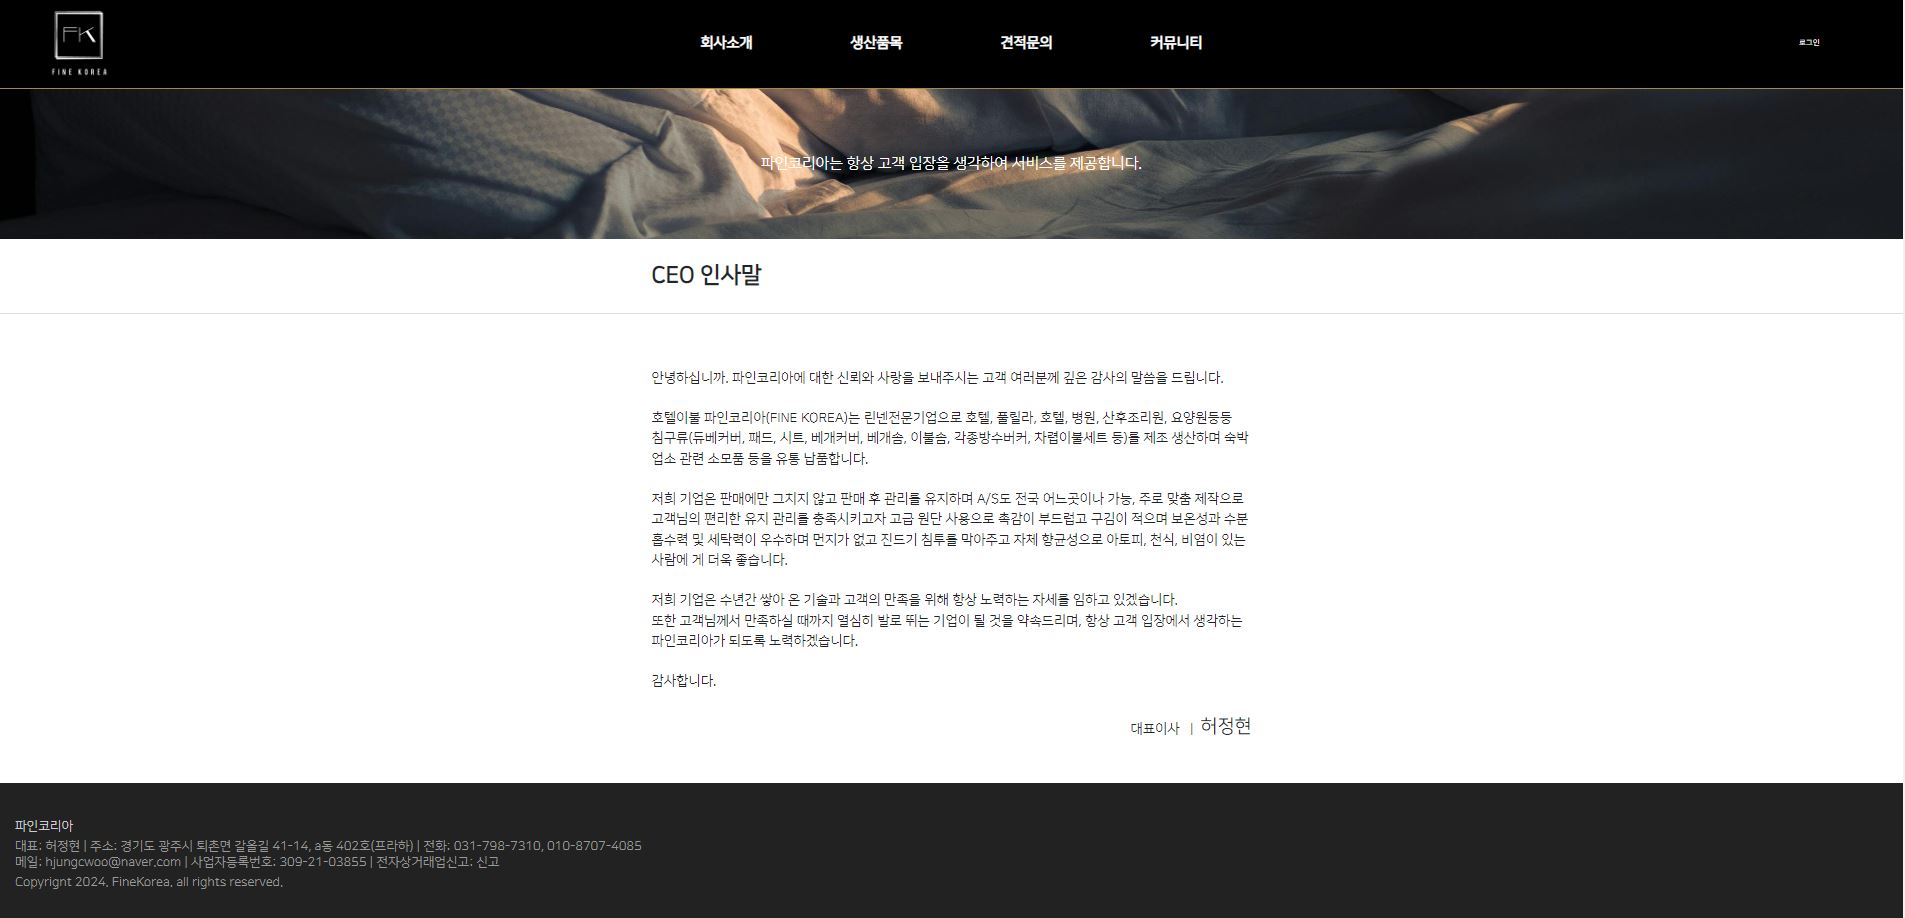 FK
FINE KOREA
회사소개
생산품목
견적문의
커뮤니티
로그인
파인코리아는 항상 고객 입장을 생각하여 서비스를 제공합니다.
CEO 인사말
안녕하십니까. 파인코리아에 대한 신뢰와 사랑을 보내주시는 고객 여러분께 깊은 감사의 말씀을 드립니다.
호텔이불 파인코리아(FINE KOREA)는 린넨전문기업으로 호텔, 풀릴라, 호텔, 병원, 산후조리원, 요양원등등
침구류(듀베커버, 패드, 시트, 베개커버, 베개솜, 이불솜, 각종방수버커, 차렵이불세트 등)를 제조 생산하며 숙박
업소 관련 소모품 등을 유통 납품합니다.
저희 기업은 판매에만 그치지 않고 판매 후 관리를 유지하며 A/S도 전국 어느곳이나 가능, 주로 맞춤 제작으로
고객님의 편리한 유지 관리를 충족시키고자 고급 원단 사용으로 촉감이 부드럽고 구김이 적으며 보온성과 수분
흡수력 및 세탁력이 우수하며 먼지가 없고 진드기 침투를 막아주고 자체 향균성으로 아토피, 천식, 비염이 있는
사람에 게 더욱 좋습니다.
저희 기업은 수년간 쌓아 온 기술과 고객의 만족을 위해 항상 노력하는 자세를 임하고 있겠습니다.
또한 고객님께서 만족하실 때까지 열심히 발로 뛰는 기업이 될 것을 약속드리며, 항상 고객 입장에서 생각하는
파인코리아가 되도록 노력하겠습니다.
감사합니다.
대표이사 | 허정현
파인코리아
대표: 허정현 | 주소: 경기도 광주시 퇴촌면 갈올길 41-14, a동 402호(프라하) | 전화: 031-798-7310, 010-8707-4085
메일: hjungcwoo@naver.com | 사업자등록번호: 309-21-03855 | 전자상거래업신고: 신고
Copyrignt 2024. FineKorea. all rights reserved.